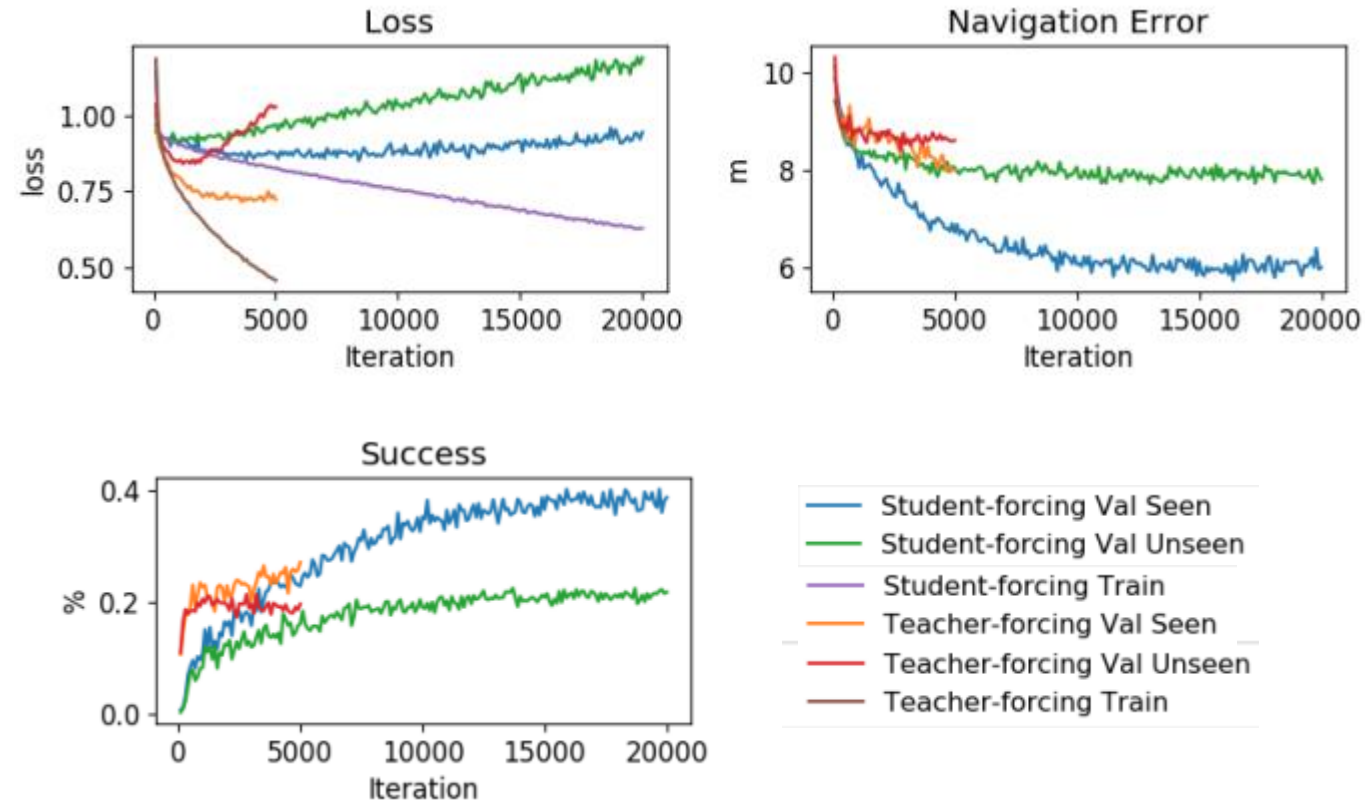 Loss
1.00
0.75
0.50
loss
0 5000 10000 15000 20000
Iteration
Navigation Error
10
8
6
m
0 5000 10000 15000 20000
Iteration
Success
0.4
0.2
0.0
%
0 5000 10000 15000 20000
Iteration
Student-forcing Val Seen
Student-forcing Val Unseen
Student-forcing Train
Teacher-forcing Val Seen
Teacher-forcing Val Unseen
Teacher-forcing Train